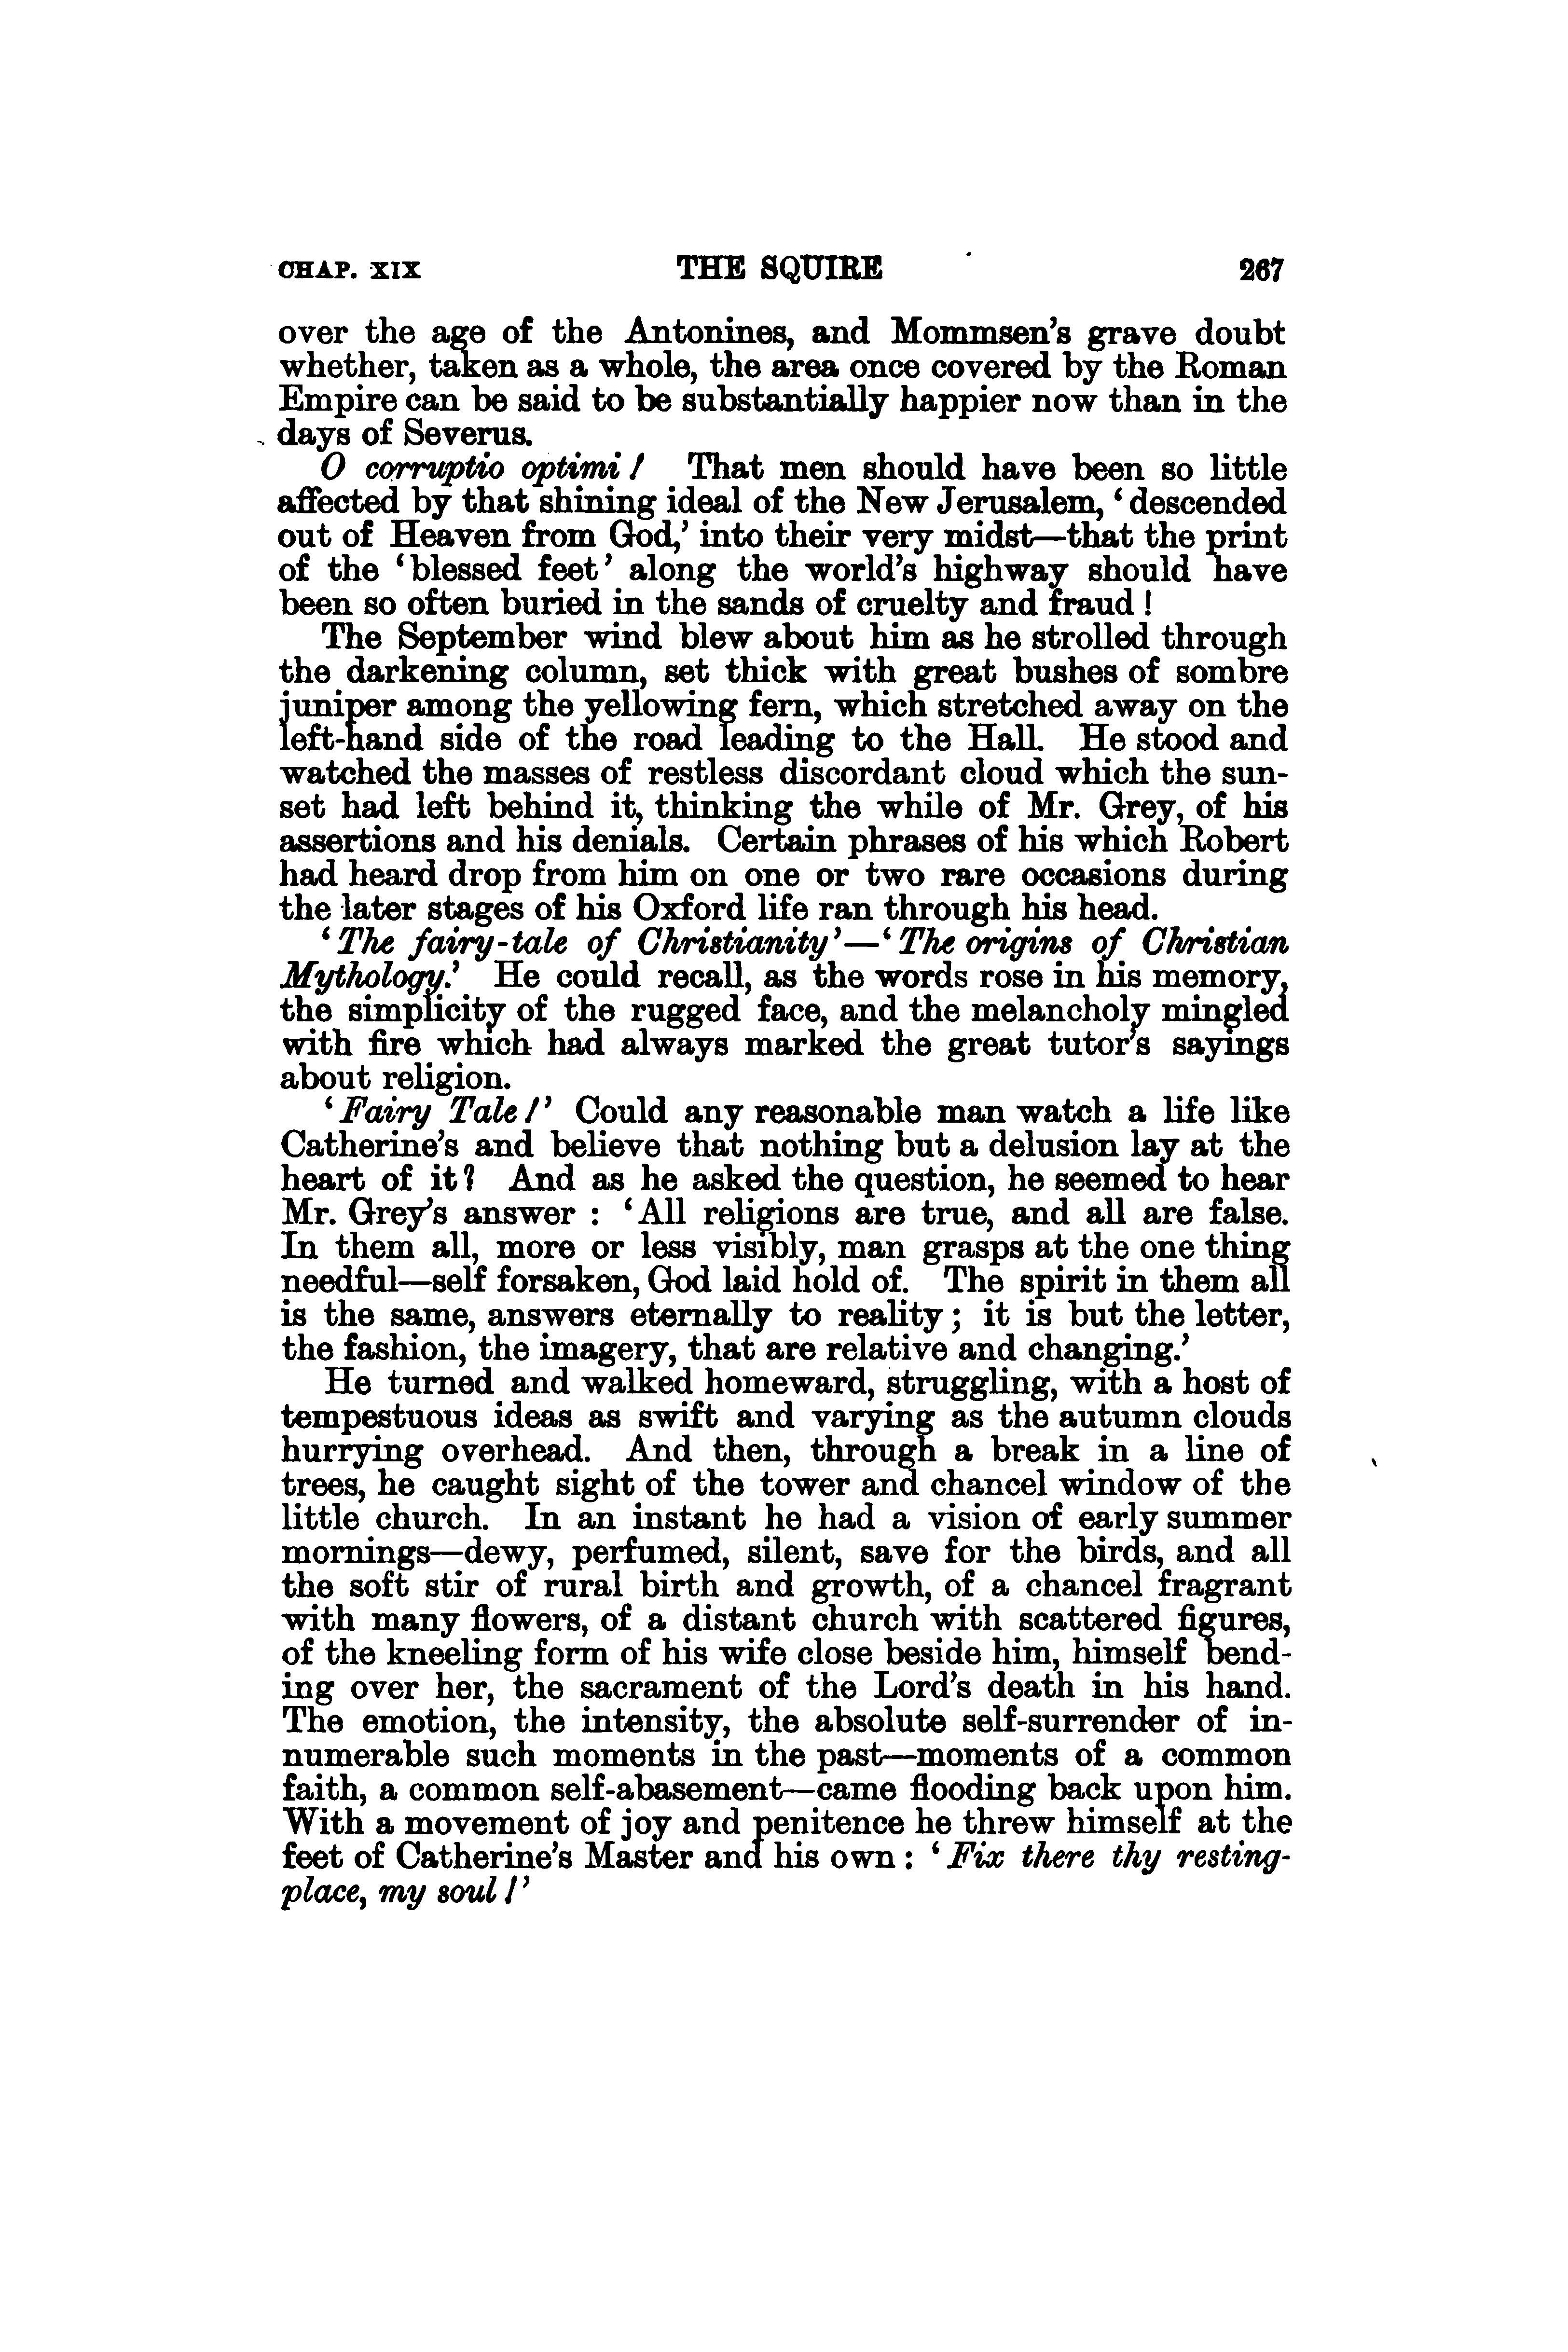 CHAP. XIX THE SQUIRE 267
over the age of the Antonines, and Mommsen's grave doubt
whether, taken as a whole, the area once covered by the Roman
Empire can be said to be substantially happier now than in the
days of Severus.
O corruptio optimi! That men should have been so little
affected by that shining ideal of the New Jerusalem, ‘descended
out of Heaven from God,’ into their very midst—that the print
of the ‘blessed feet’ along the world's highway should have
been so often buried in the sands of cruelty and fraud!
The September wind blew about him as he strolled through
the darkening column, set thick with great bushes of sombre
juniper among the yellowing fern, which stretched away on the
left-hand side of the road leading to the Hall. He stood and
watched the masses of restless discordant cloud which the sun-
set had left behind it, thinking the while of Mr. Grey, of his
assertions and his denials. Certain phrases of his which Robert
had heard drop from him on one or two rare occasions during
the later stages of his Oxford life ran through his head.
‘The fairy-tale of Christianity’—‘The origins of Christian
Mythology.’ He could recall, as the words rose in his memory,
the simplicity of the rugged face, and the melancholy mingled
with fire which had always marked the great tutor's sayings
about religion.
‘Fairy Tale!’ Could any reasonable man watch a life like
Catherine's and believe that nothing but a delusion lay at the
heart of it? And as he asked the question, he seemed to hear
Mr. Grey's answer: ‘All religions are true, and all are false.
In them all, more or less visibly, man grasps at the one thing
needful—self forsaken, God laid hold of. The spirit in them all
is the same, answers eternally to reality; it is but the letter,
the fashion, the imagery, that are relative and changing.’
He turned and walked homeward, struggling, with a host of
tempestuous ideas as swift and varying as the autumn clouds
hurrying overhead. And then, through a break in a line of
trees, he caught sight of the tower and chancel window of the
little church. In an instant he had a vision of early summer
mornings—dewy, perfumed, silent, save for the birds, and all
the soft stir of rural birth and growth, of a chancel fragrant
with many flowers, of a distant church with scattered figures,
of the kneeling form of his wife close beside him, himself bend-
ing over her, the sacrament of the Lord's death in his hand.
The emotion, the intensity, the absolute self-surrender of in-
numerable such moments in the past—moments of a common
faith, a common self-abasement—came flooding back upon him.
With a movement of joy and penitence he threw himself at the
feet of Catherine's Master and his own: ‘Fix there thy resting-
place, my soul!’